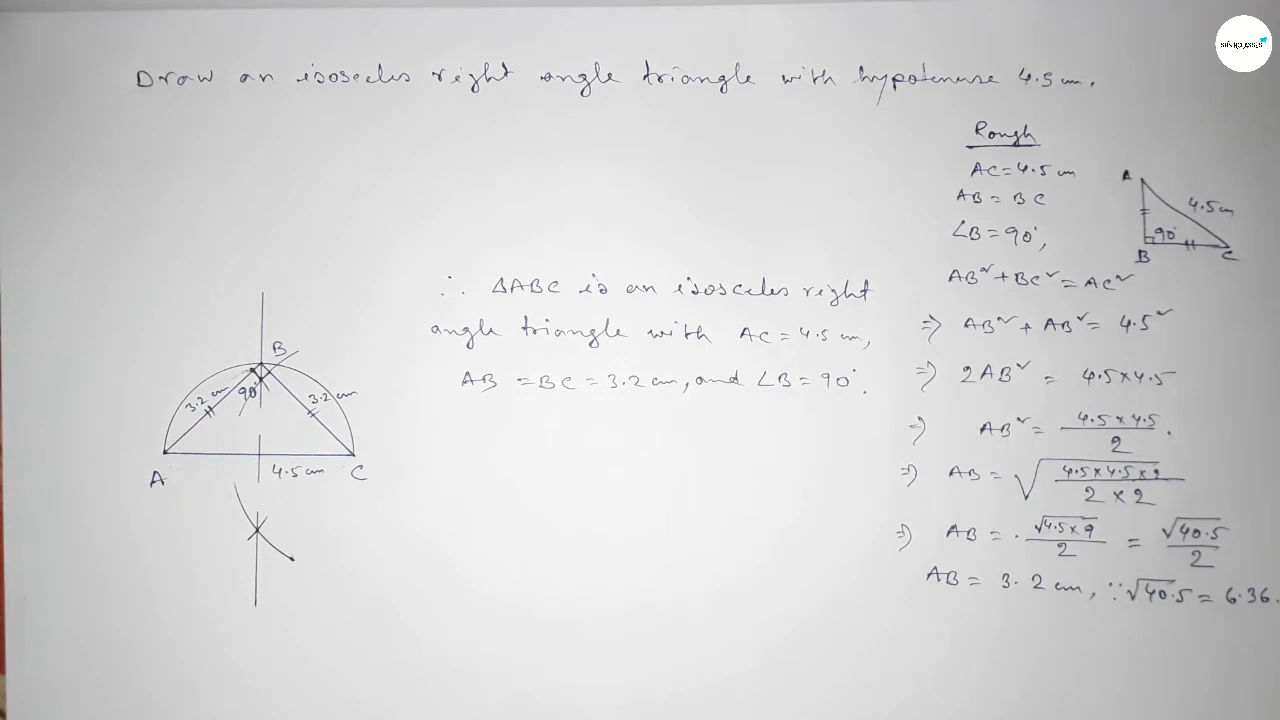 Draw an isosceles right angle triangle with hypotenuse 4.5 cm.
Rough
AC = 4.5 cm
AB = BC
∠B = 90°,
A
4.5 cm
90°
B
C
AB² + BC² = AC²
⇒ AB² + AB² = 4.5²
⇒ 2AB² = 4.5 × 4.5
⇒ AB² = 4.5 × 4.5 / 2 .
⇒ AB = √(4.5 × 4.5 × 2 / 2 × 2)
⇒ AB = √4.5 × 9 / 2 = √40.5 / 2
AB = 3.2 cm, ∵ √40.5 = 6.36.
∴ △ABC is an isosceles right
angle triangle with AC = 4.5 cm,
AB = BC = 3.2 cm, and ∠B = 90°.
B
3.2 cm
90°
3.2 cm
A
4.5 cm
C